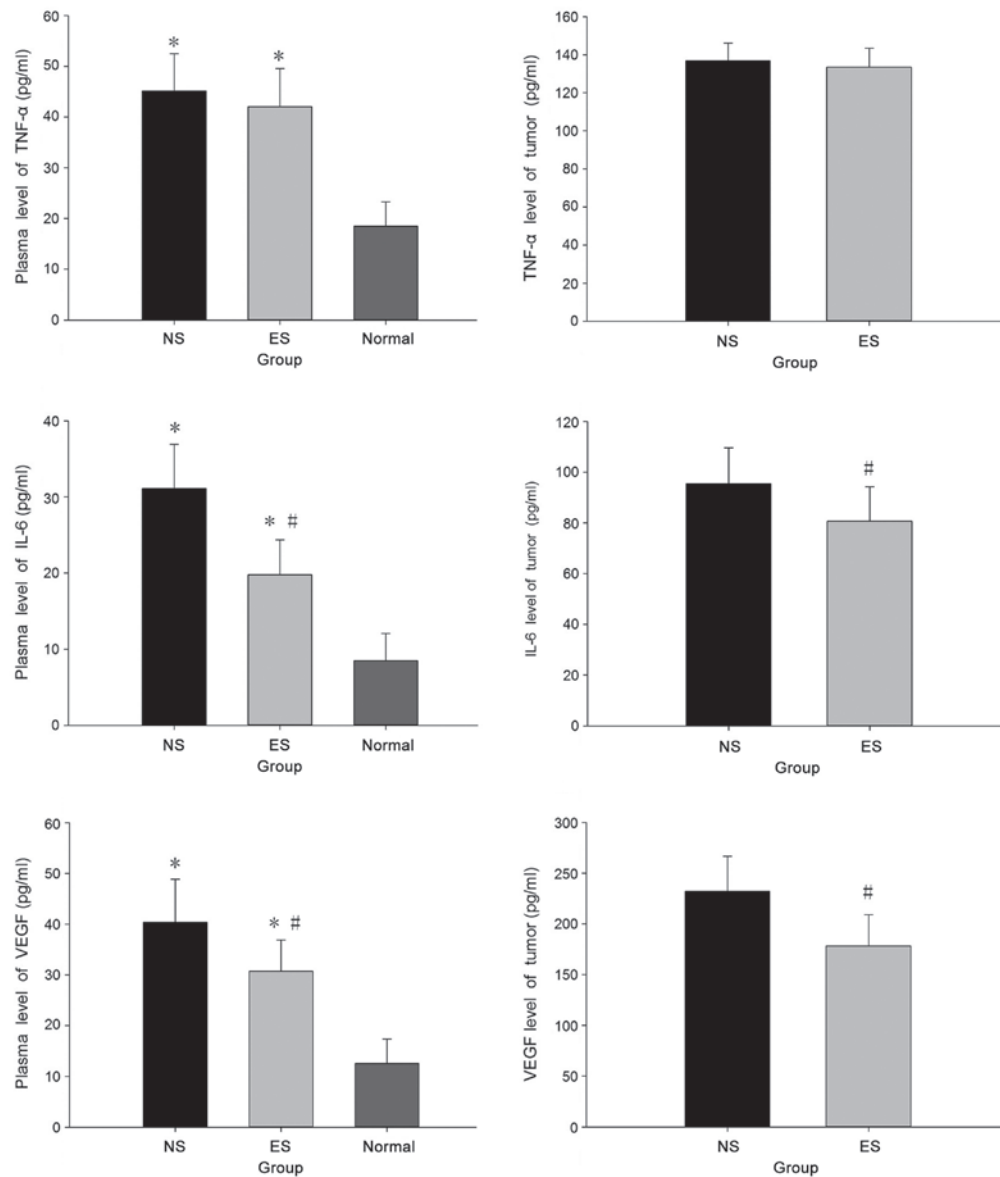 Plasma level of TNF-α (pg/ml)
60
50
40
30
20
10
0
*
*
NS ES Normal
Group
TNF-α level of tumor (pg/ml)
160
140
120
100
80
60
40
20
0
NS ES
Group
Plasma level of IL-6 (pg/ml)
40
30
20
10
0
*
* #
NS ES Normal
Group
IL-6 level of tumor (pg/ml)
120
100
80
60
40
20
0
#
NS ES
Group
Plasma level of VEGF (pg/ml)
60
50
40
30
20
10
0
*
* #
NS ES Normal
Group
VEGF level of tumor (pg/ml)
300
250
200
150
100
50
0
#
NS ES
Group